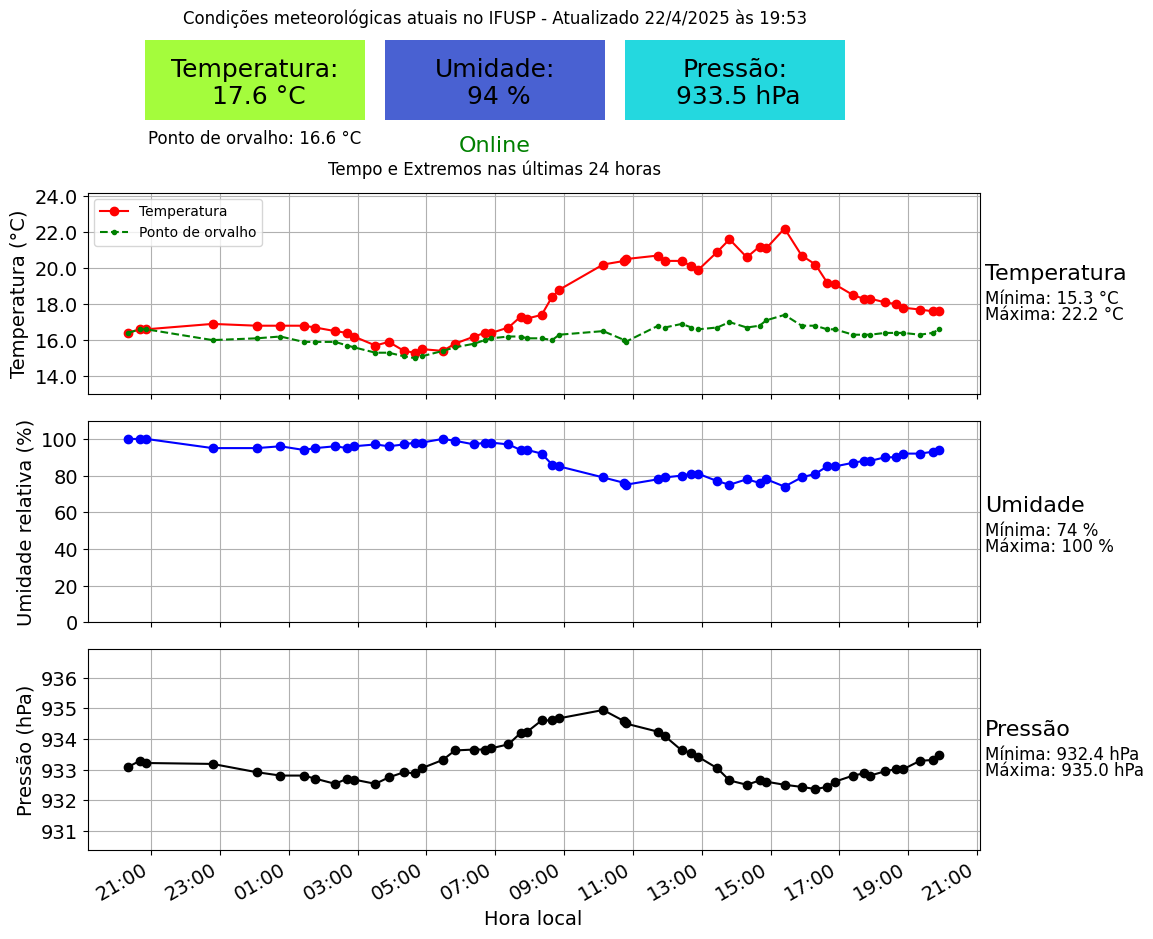 Condições meteorológicas atuais no IFUSP - Atualizado 22/4/2025 às 19:53
Temperatura:
17.6 °C
Umidade:
94 %
Pressão:
933.5 hPa
Ponto de orvalho: 16.6 °C
Online
Tempo e Extremos nas últimas 24 horas
Temperatura (°C)
24.0
22.0
20.0
18.0
16.0
14.0
Temperatura
Ponto de orvalho
Temperatura
Mínima: 15.3 °C
Máxima: 22.2 °C
Umidade relativa (%)
100
80
60
40
20
0
Umidade
Mínima: 74 %
Máxima: 100 %
Pressão (hPa)
936
935
934
933
932
931
Pressão
Mínima: 932.4 hPa
Máxima: 935.0 hPa
21:00
23:00
01:00
03:00
05:00
07:00
09:00
11:00
13:00
15:00
17:00
19:00
21:00
Hora local